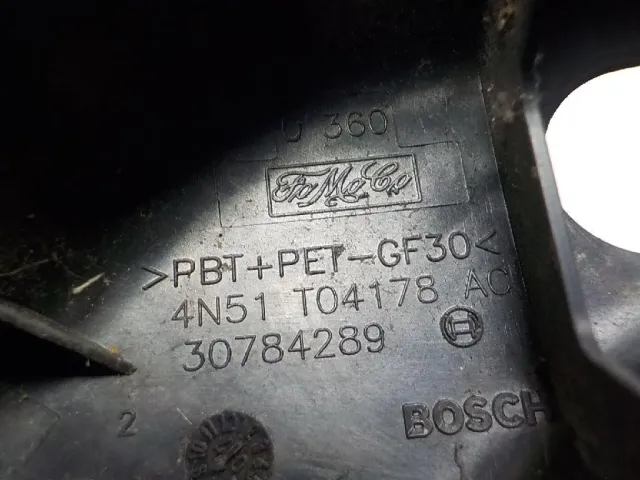 U 360
FoMoCo
>PBT+PET-GF30<
4N51 T04178 AC
30784289
2
BOSCH